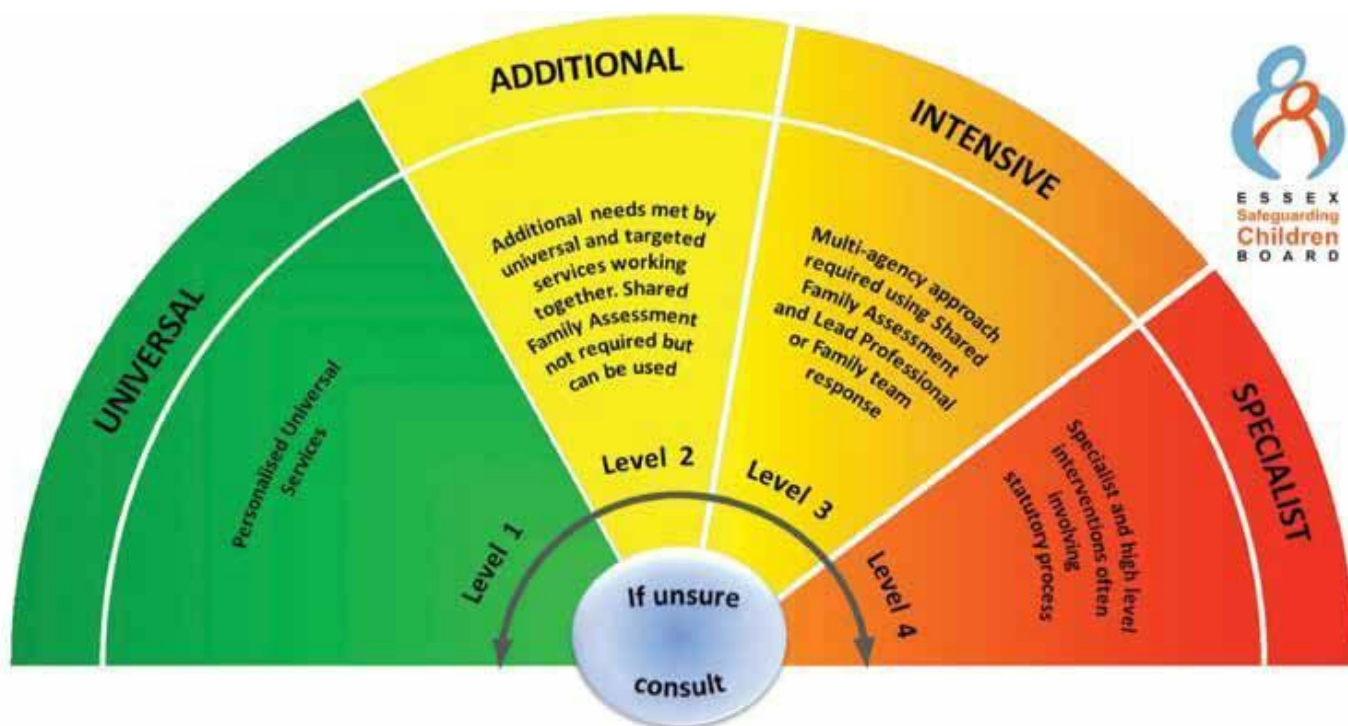 UNIVERSAL
Personalised Universal
Services
Level 1
ADDITIONAL
Additional needs met by
universal and targeted
services working
together. Shared
Family Assessment
not required but
can be used
Level 2
INTENSIVE
Multi-agency approach
required using Shared
Family Assessment
and Lead Professional
or Family team
response
Level 3
SPECIALIST
Specialist and high level
interventions often
involving
statutory process
Level 4
If unsure
consult
ESSEX
Safeguarding
Children
BOARD